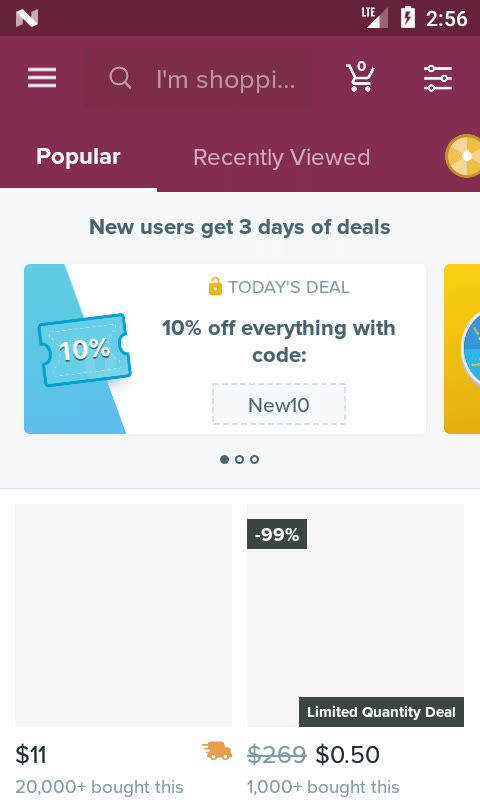 LTE 2:56
I'm shoppi... 0
Popular Recently Viewed
New users get 3 days of deals
TODAY'S DEAL
10% off everything with
code:
10%
New10
-99%
Limited Quantity Deal
$11 $269 $0.50
20,000+ bought this 1,000+ bought this